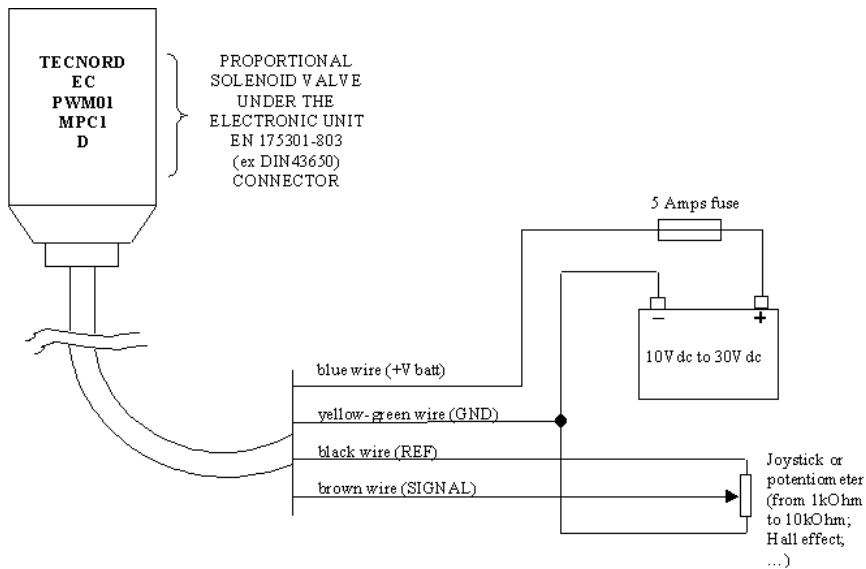 TECNORD
EC
PWM01
MPC1
D
PROPORTIONAL
SOLENOID VALVE
UNDER THE
ELECTRONIC UNIT
EN 175301-803
(ex DIN43650)
CONNECTOR
5 Amps fuse
–
+
10V dc to 30V dc
blue wire (+V batt)
yellow-green wire (GND)
black wire (REF)
brown wire (SIGNAL)
Joystick or
potentiometer
(from 1kOhm
to 10kOhm;
Hall effect;
...)